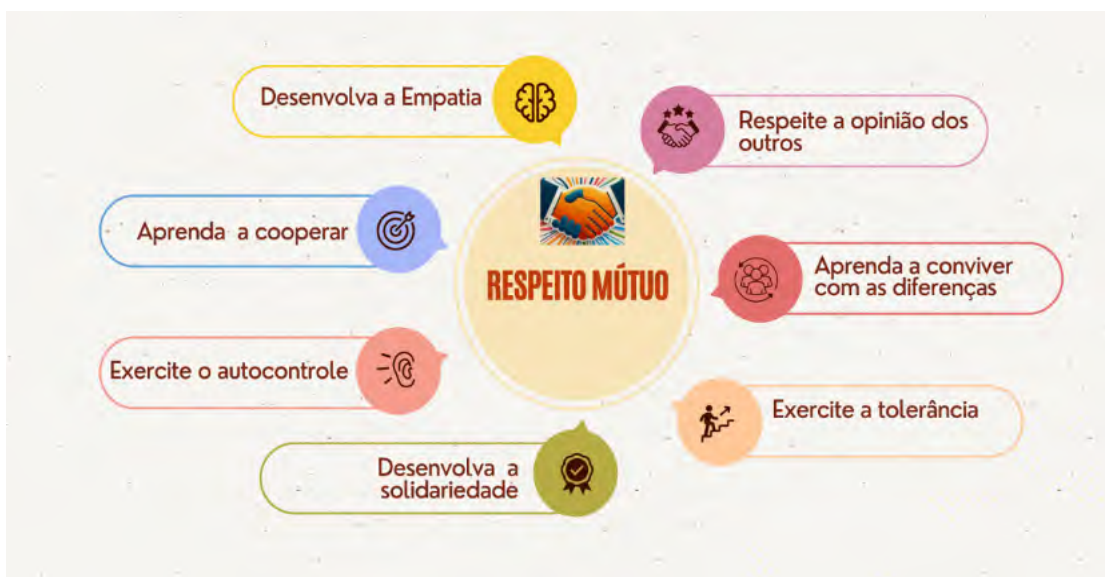 Desenvolva a Empatia
Respeite a opinião dos
outros
RESPEITO MÚTUO
Aprenda a cooperar
Aprenda a conviver
com as diferenças
Exercite o autocontrole
Exercite a tolerância
Desenvolva a
solidariedade